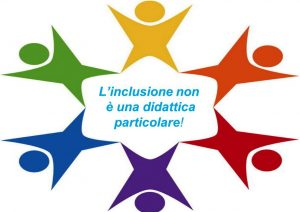 L'inclusione non
è una didattica
particolare!